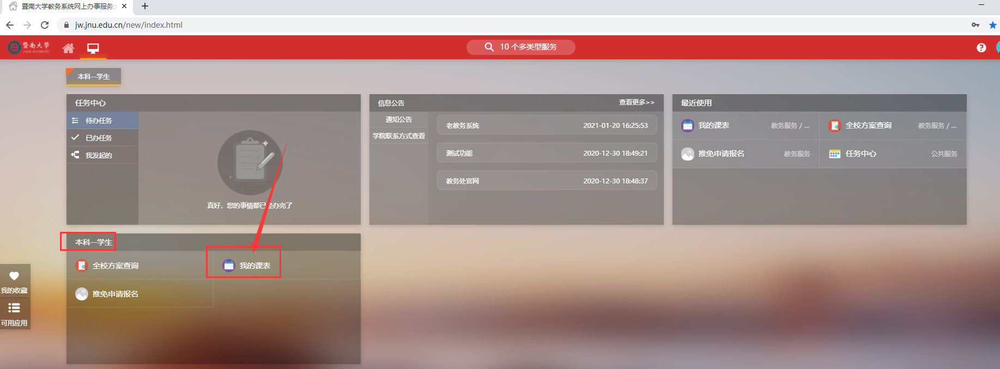 暨南大学教务系统网上办事服务
jw.jnu.edu.cn/new/index.html
暨南大學
JINAN UNIVERSITY
10 个多类型服务
本科--学生
任务中心
待办任务
已办任务
我发起的
真好，您的事情都已经办完了
信息公告
查看更多>>
通知公告
学院联系方式查看
老教务系统 2021-01-20 16:25:53
测试功能 2020-12-30 18:49:21
教务处官网 2020-12-30 18:48:37
最近使用
我的课表 教务服务 / ...
全校方案查询 教务服务 / ...
推免申请报名 教务服务
任务中心 公共服务
本科--学生
全校方案查询
我的课表
推免申请报名
我的收藏
可用应用